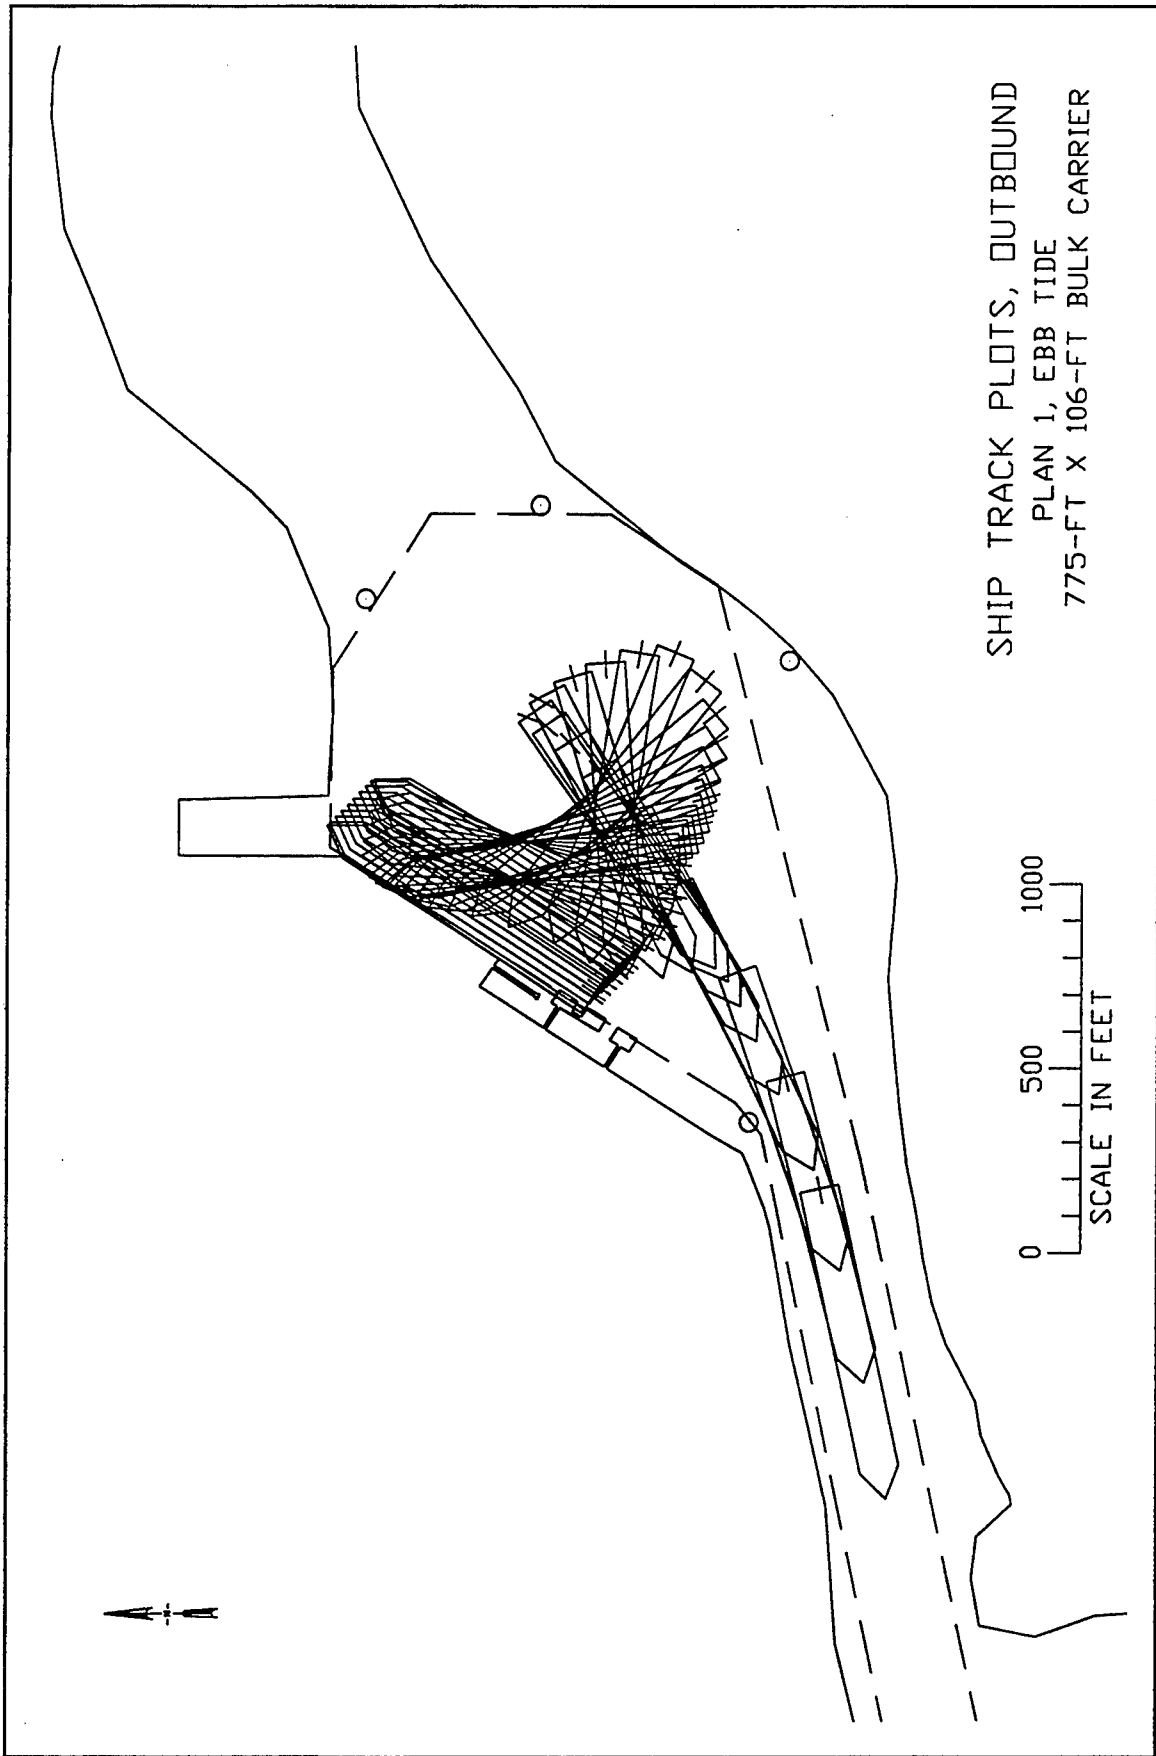 SHIP TRACK PLOTS, OUTBOUND
PLAN 1, EBB TIDE
775-FT X 106-FT BULK CARRIER
0 500 1000
SCALE IN FEET